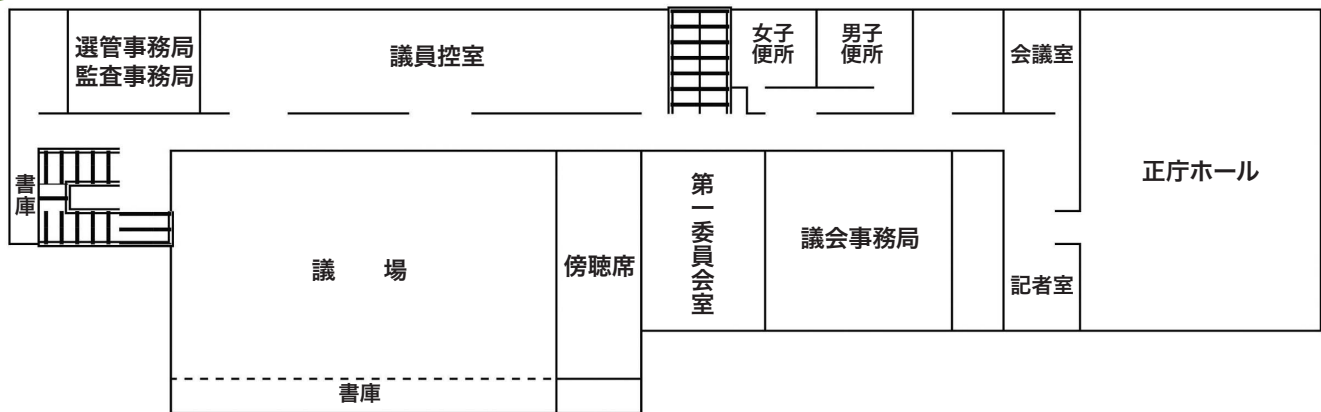 選管事務局
監査事務局
議員控室
女子
便所
男子
便所
会議室
正庁ホール
書庫
議　場
傍聴席
第一委員会室
議会事務局
記者室
書庫